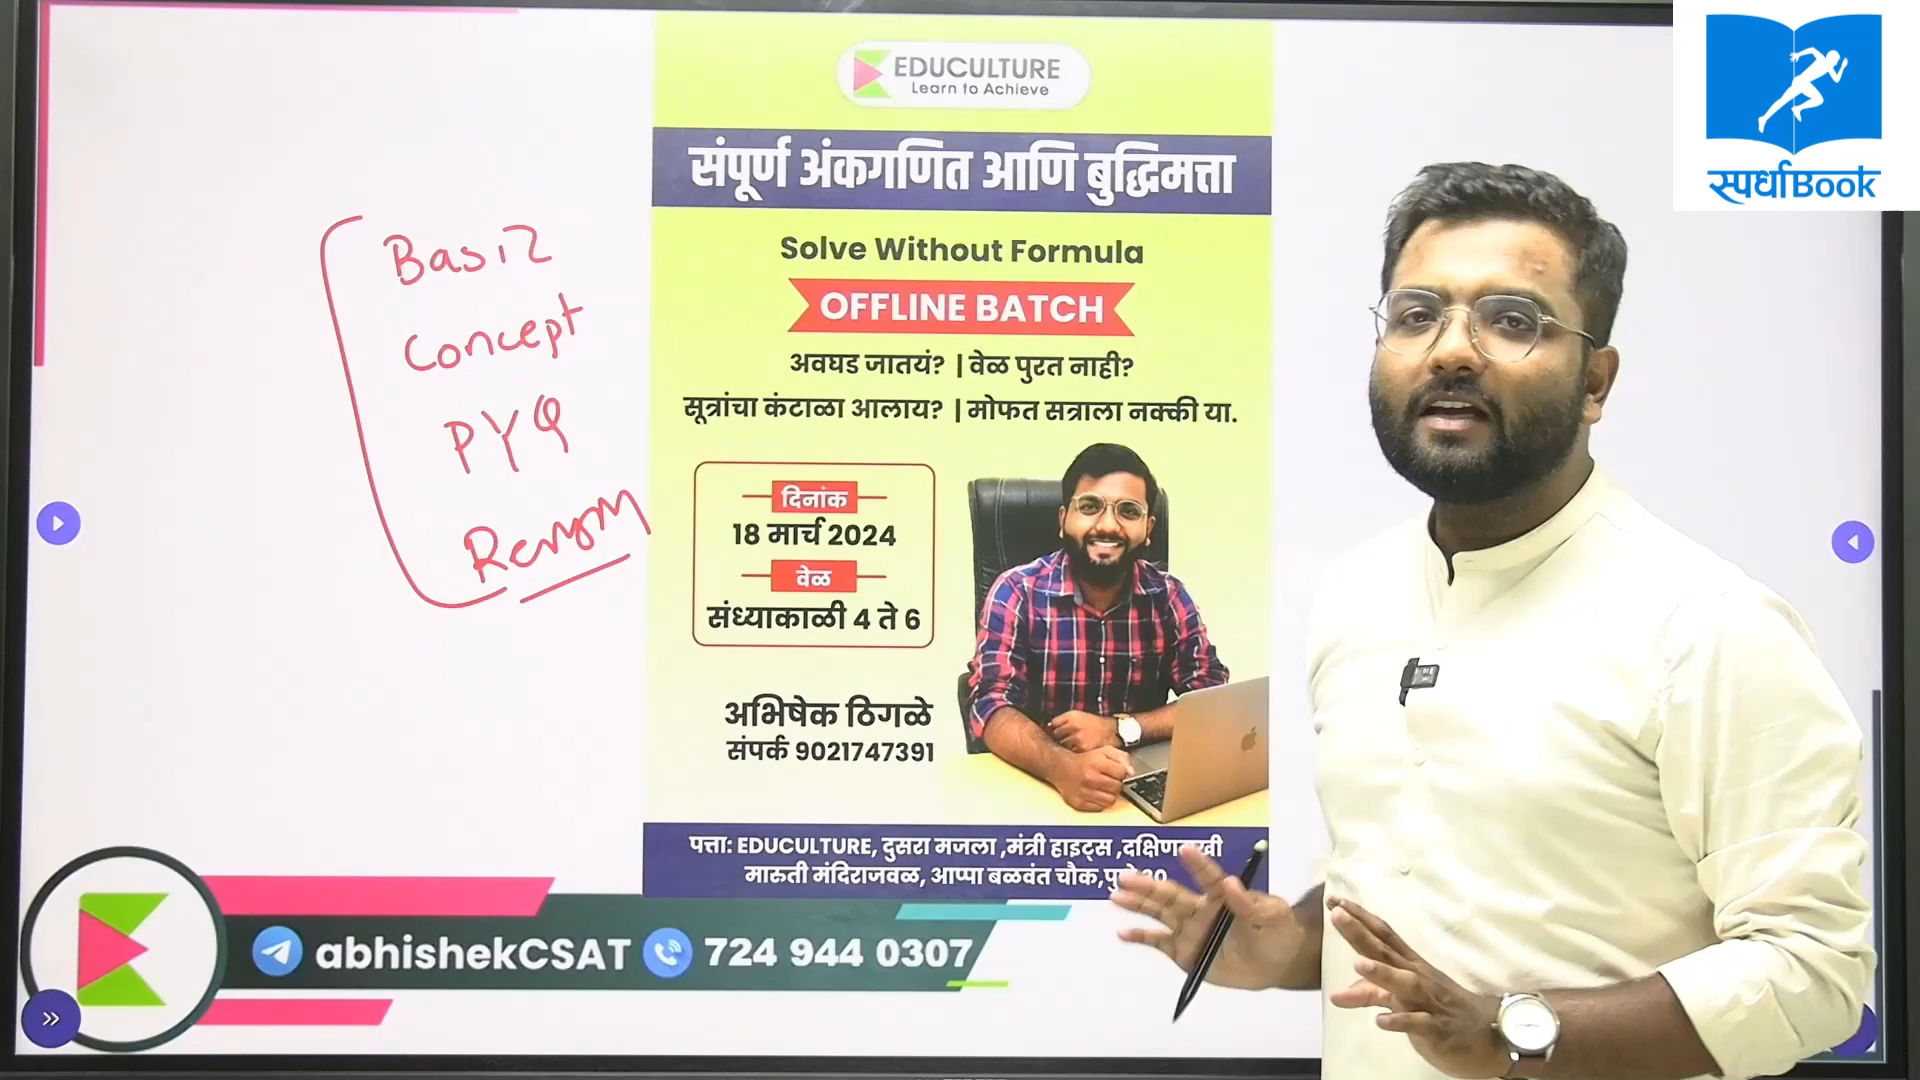 EDUCULTURE
Learn to Achieve
संपूर्ण अंकगणित आणि बुद्धिमत्ता
Solve Without Formula
OFFLINE BATCH
अवघड जातयं? | वेळ पुरत नाही?
सूत्रांचा कंटाळा आलाय? | मोफत सत्राला नक्की या.
दिनांक
18 मार्च 2024
वेळ
संध्याकाळी 4 ते 6
अभिषेक ठिगळे
संपर्क 9021747391
पत्ता: EDUCULTURE, दुसरा मजला ,मंत्री हाइट्स ,
मारुती मंदिराजवळ, आप्पा बळवंत चौक,
Basic
Concept
PYQ
abhishekCSAT 724 944 0307
स्पर्धाBook